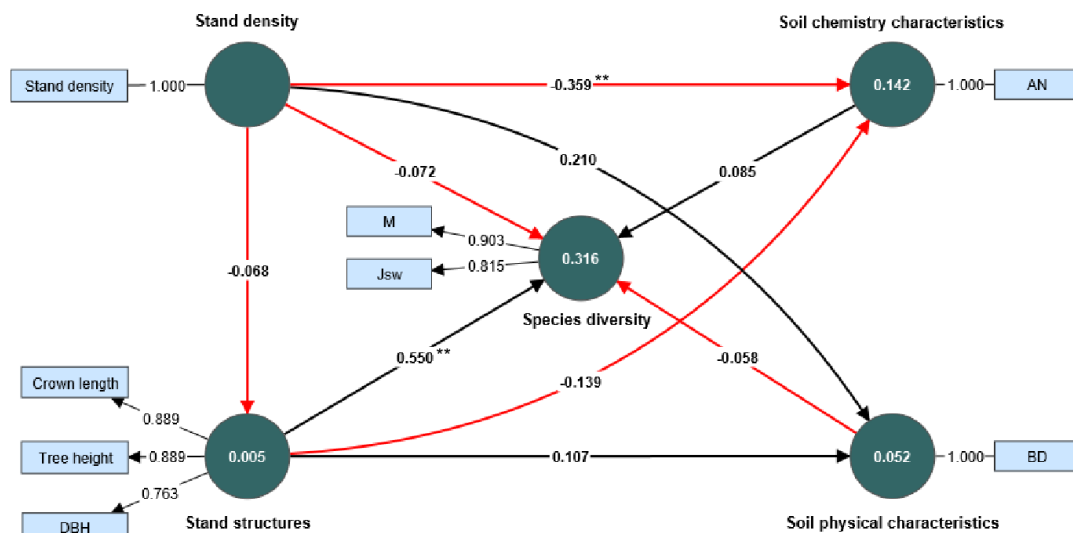 Stand density
Soil chemistry characteristics
Stand density
1.000
-0.359 **
0.142
1.000
AN
0.210
-0.072
0.085
M
0.903
Jsw
0.815
0.316
-0.068
Species diversity
0.550 **
-0.058
-0.139
Crown length
0.889
Tree height
0.889
0.005
0.107
0.052
1.000
BD
0.763
DBH
Stand structures
Soil physical characteristics